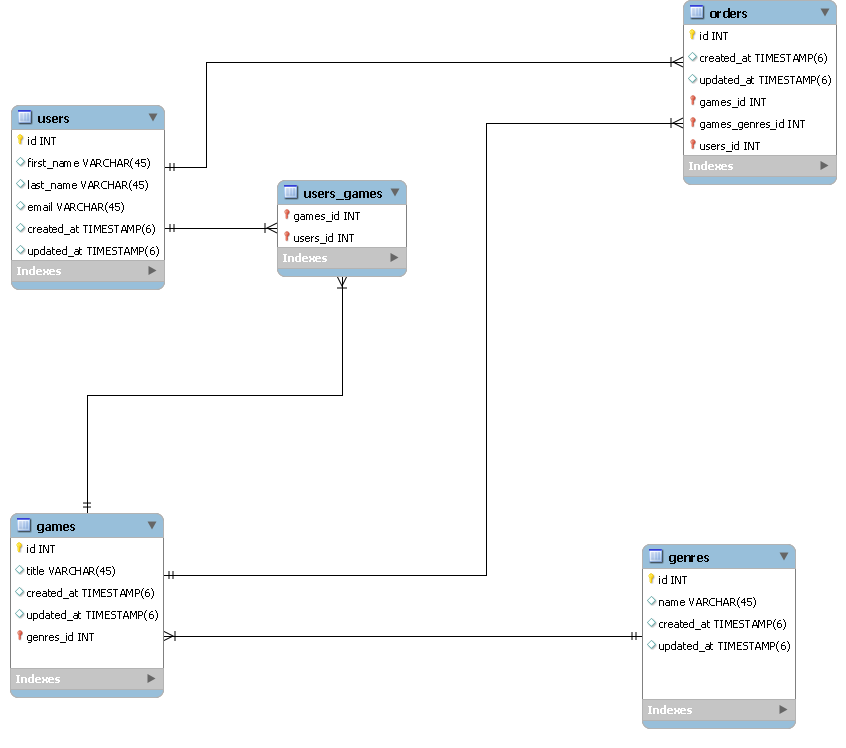 orders
id INT
created_at TIMESTAMP(6)
updated_at TIMESTAMP(6)
games_id INT
games_genres_id INT
users_id INT
Indexes
users
id INT
first_name VARCHAR(45)
last_name VARCHAR(45)
email VARCHAR(45)
created_at TIMESTAMP(6)
updated_at TIMESTAMP(6)
Indexes
users_games
games_id INT
users_id INT
Indexes
games
id INT
title VARCHAR(45)
created_at TIMESTAMP(6)
updated_at TIMESTAMP(6)
genres_id INT
Indexes
genres
id INT
name VARCHAR(45)
created_at TIMESTAMP(6)
updated_at TIMESTAMP(6)
Indexes